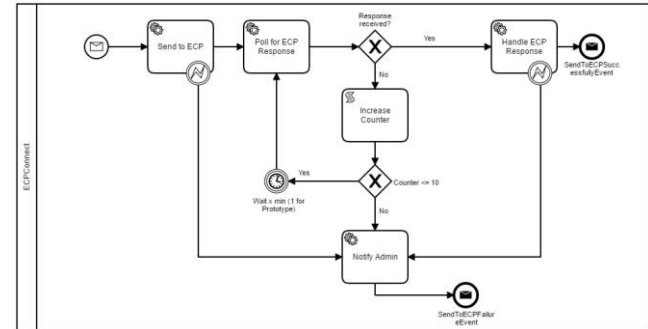 ECPConnect
Send to ECP
Poll for ECP
Response
Response
received?
Yes
Handle ECP
Response
SendToECPSucc
essfullyEvent
No
Increase
Counter
Yes
Counter <= 10
Wait x min (1 for
Prototype)
No
Notify Admin
SendToECPFailur
eEvent